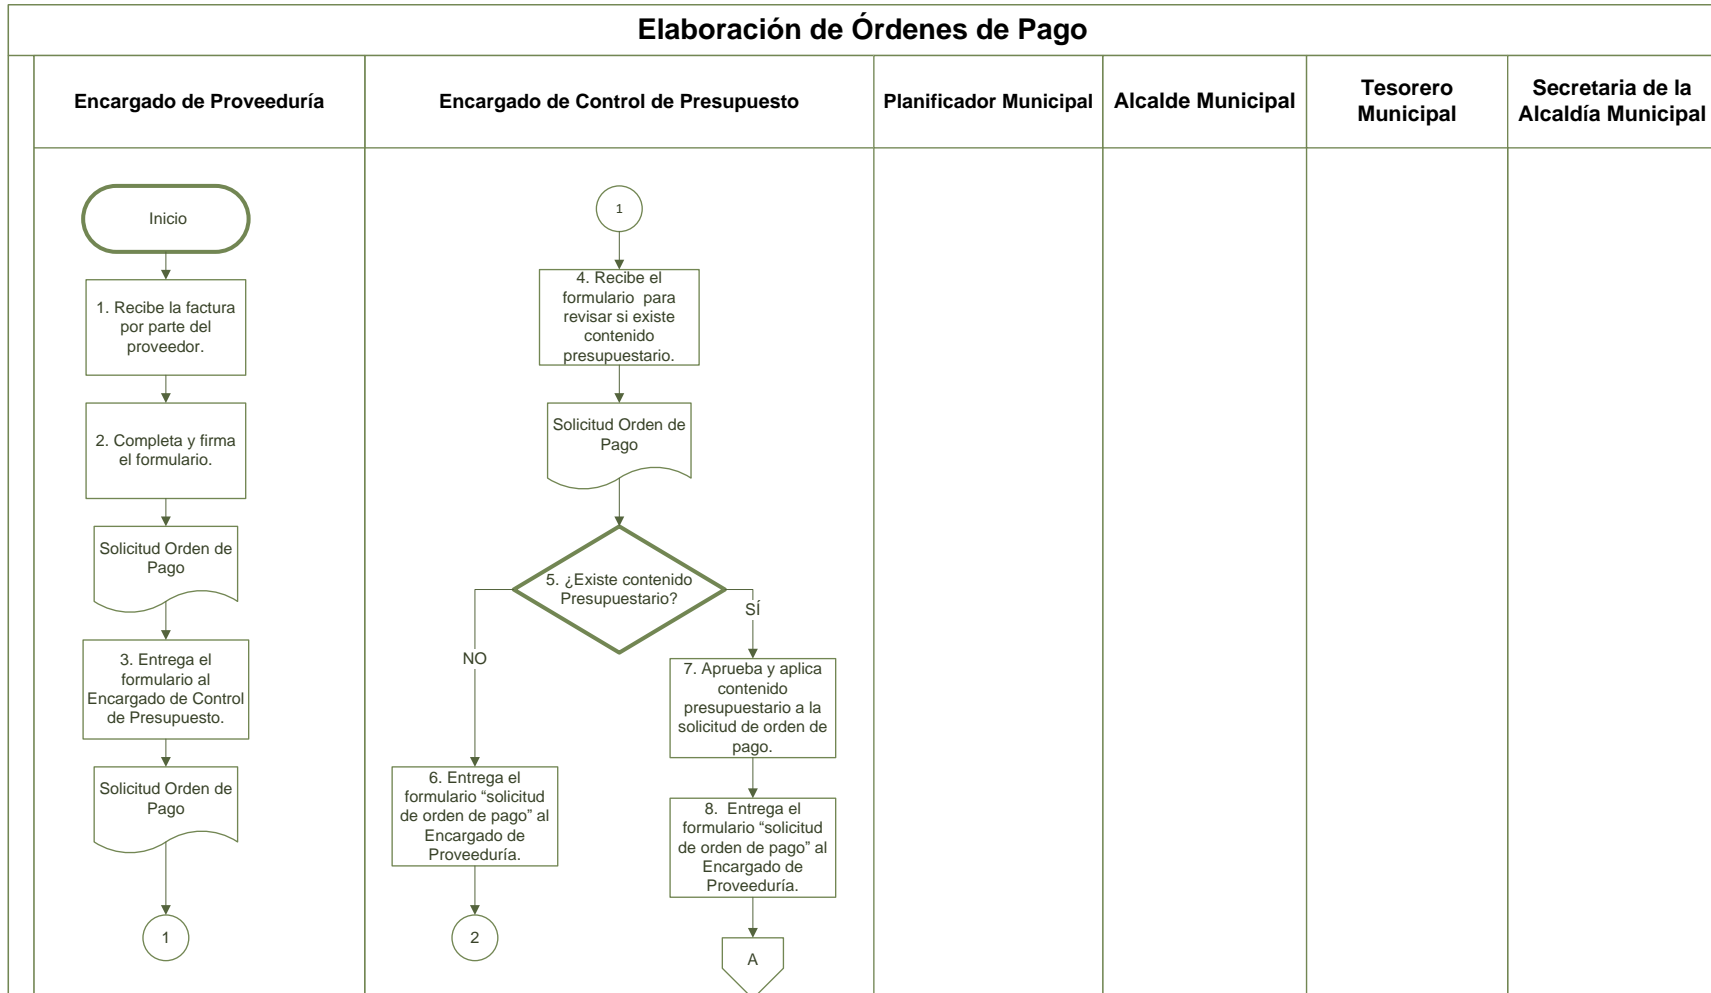 Elaboración de Órdenes de Pago
Encargado de Proveeduría
Encargado de Control de Presupuesto
Planificador Municipal
Alcalde Municipal
Tesorero
Municipal
Secretaria de la
Alcaldía Municipal
Inicio
1. Recibe la factura
por parte del
proveedor.
2. Completa y firma
el formulario.
Solicitud Orden de
Pago
3. Entrega el
formulario al
Encargado de Control
de Presupuesto.
Solicitud Orden de
Pago
1
1
4. Recibe el
formulario para
revisar si existe
contenido
presupuestario.
Solicitud Orden de
Pago
5. ¿Existe contenido
Presupuestario?
NO
SÍ
6. Entrega el
formulario “solicitud
de orden de pago” al
Encargado de
Proveeduría.
2
7. Aprueba y aplica
contenido
presupuestario a la
solicitud de orden de
pago.
8. Entrega el
formulario “solicitud
de orden de pago” al
Encargado de
Proveeduría.
A